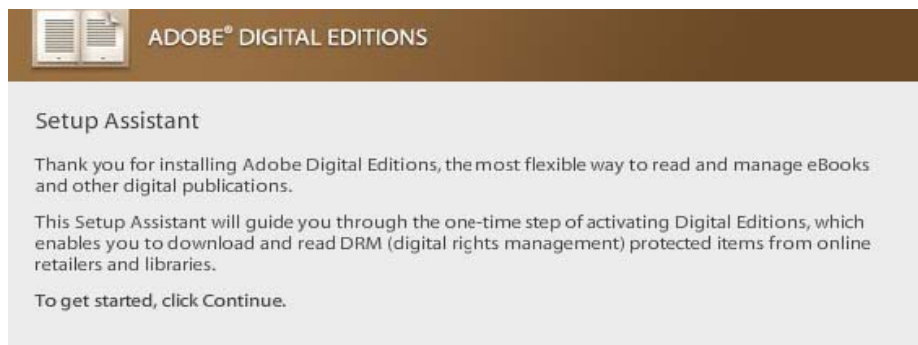 ADOBE® DIGITAL EDITIONS
Setup Assistant
Thank you for installing Adobe Digital Editions, the most flexible way to read and manage eBooks
and other digital publications.
This Setup Assistant will guide you through the one-time step of activating Digital Editions, which
enables you to download and read DRM (digital rights management) protected items from online
retailers and libraries.
To get started, click Continue.